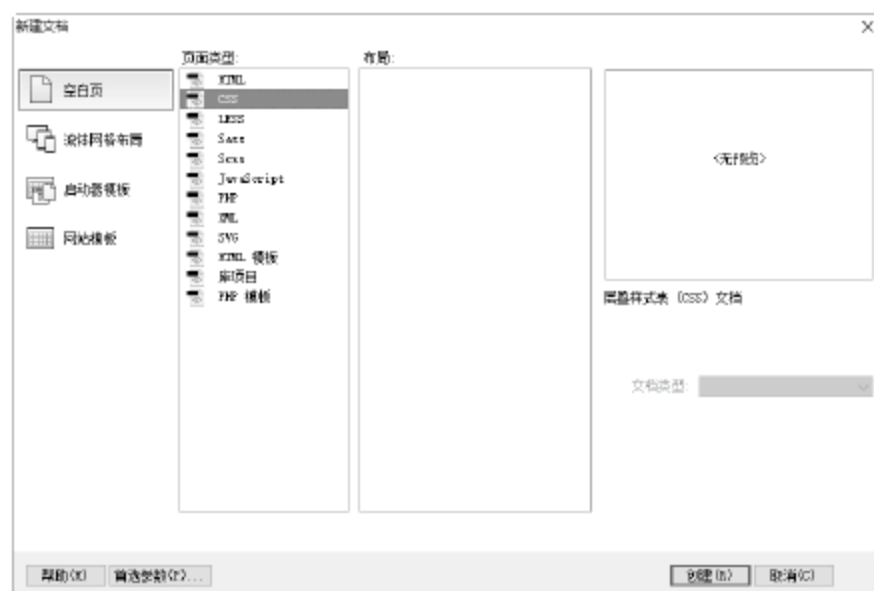 新建文档
页面类型:
布局:
空白页
流体网格布局
启动器模板
网站模板
HTML
CSS
LESS
Sass
Scss
JavaScript
PHP
XML
SVG
HTML 模板
库项目
PHP 模板
<无预览>
层叠样式表 (CSS) 文档
文档类型:
帮助(H)
首选参数(P)...
创建(R)
取消(C)